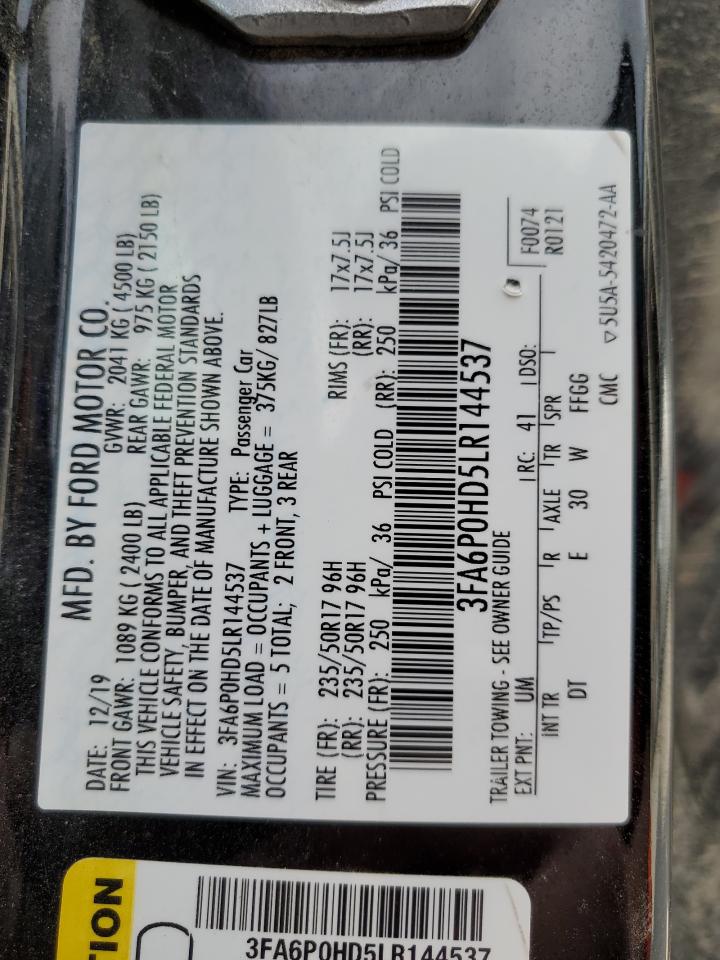 MFD. BY FORD MOTOR CO.
DATE: 12/19 GVWR: 2041 KG ( 4500 LB)
FRONT GAWR: 1089 KG ( 2400 LB) REAR GAWR: 975 KG ( 2150 LB)
THIS VEHICLE CONFORMS TO ALL APPLICABLE FEDERAL MOTOR
VEHICLE SAFETY, BUMPER, AND THEFT PREVENTION STANDARDS
IN EFFECT ON THE DATE OF MANUFACTURE SHOWN ABOVE.
VIN: 3FA6P0HD5LR144537 TYPE: Passenger Car
MAXIMUM LOAD = OCCUPANTS + LUGGAGE = 375KG/ 827LB
OCCUPANTS = 5 TOTAL; 2 FRONT, 3 REAR
TIRE (FR): 235/50R17 96H RIMS (FR): 17x7.5J
(RR): 235/50R17 96H (RR): 17x7.5J
PRESSURE (FR): 250 kPa/ 36 PSI COLD (RR): 250 kPa/ 36 PSI COLD
3FA6P0HD5LR144537
TRAILER TOWING - SEE OWNER GUIDE F0074
R0121
EXT PNT: UM RC: 41 DSO:
INT TR TP/PS R AXLE TR SPR
DT E 30 W FFGG
CMC ▽5U5A-5420472-AA
TION
3FA6P0HD5LR144537